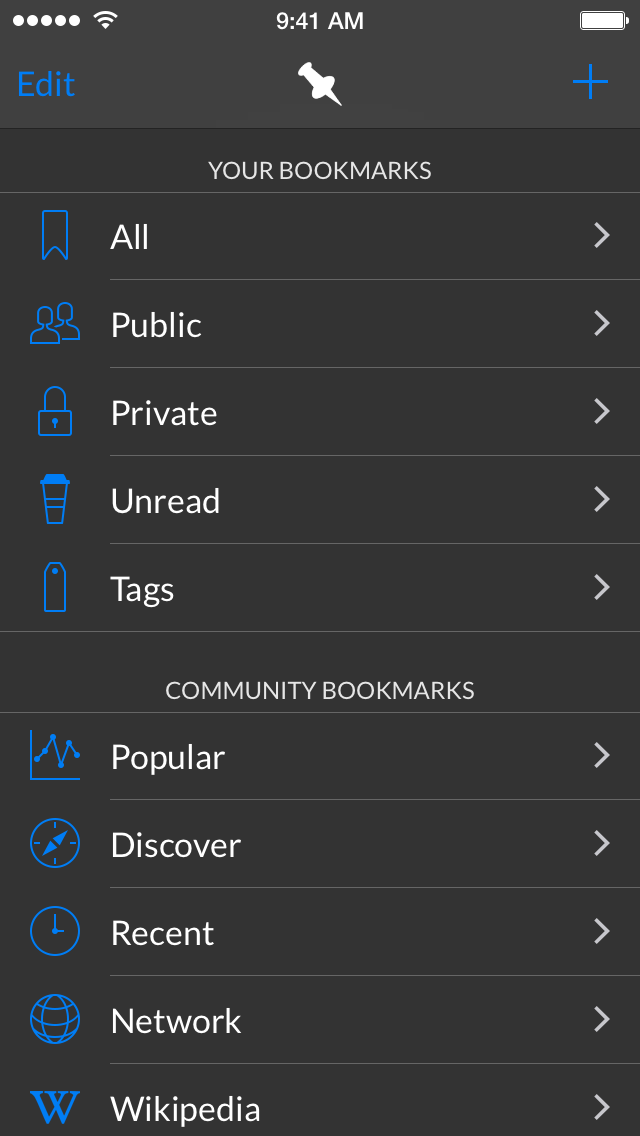 9:41 AM
Edit
YOUR BOOKMARKS
All
Public
Private
Unread
Tags
COMMUNITY BOOKMARKS
Popular
Discover
Recent
Network
W Wikipedia